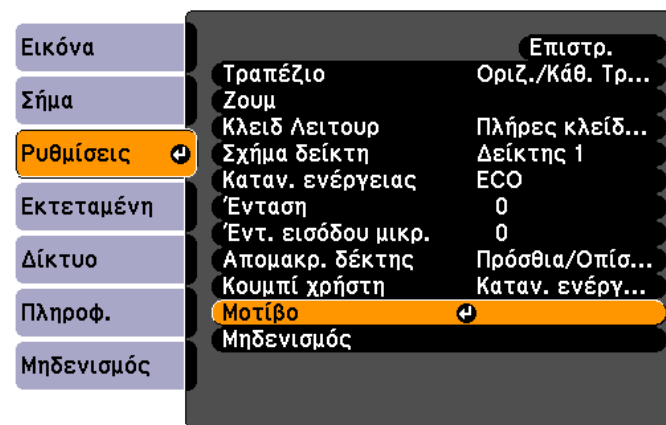 Εικόνα
Σήμα
Ρυθμίσεις
Εκτεταμένη
Δίκτυο
Πληροφ.
Μηδενισμός
Επιστρ.
Τραπέζιο Οριζ./Κάθ. Τρ...
Ζουμ
Κλειδ Λειτουρ Πλήρες κλείδ...
Σχήμα δείκτη Δείκτης 1
Καταν. ενέργειας ECO
Ένταση 0
Έντ. εισόδου μικρ. 0
Απομακρ. δέκτης Πρόσθια/Οπίσ...
Κουμπί χρήστη Καταν. ενέργ...
Μοτίβο
Μηδενισμός